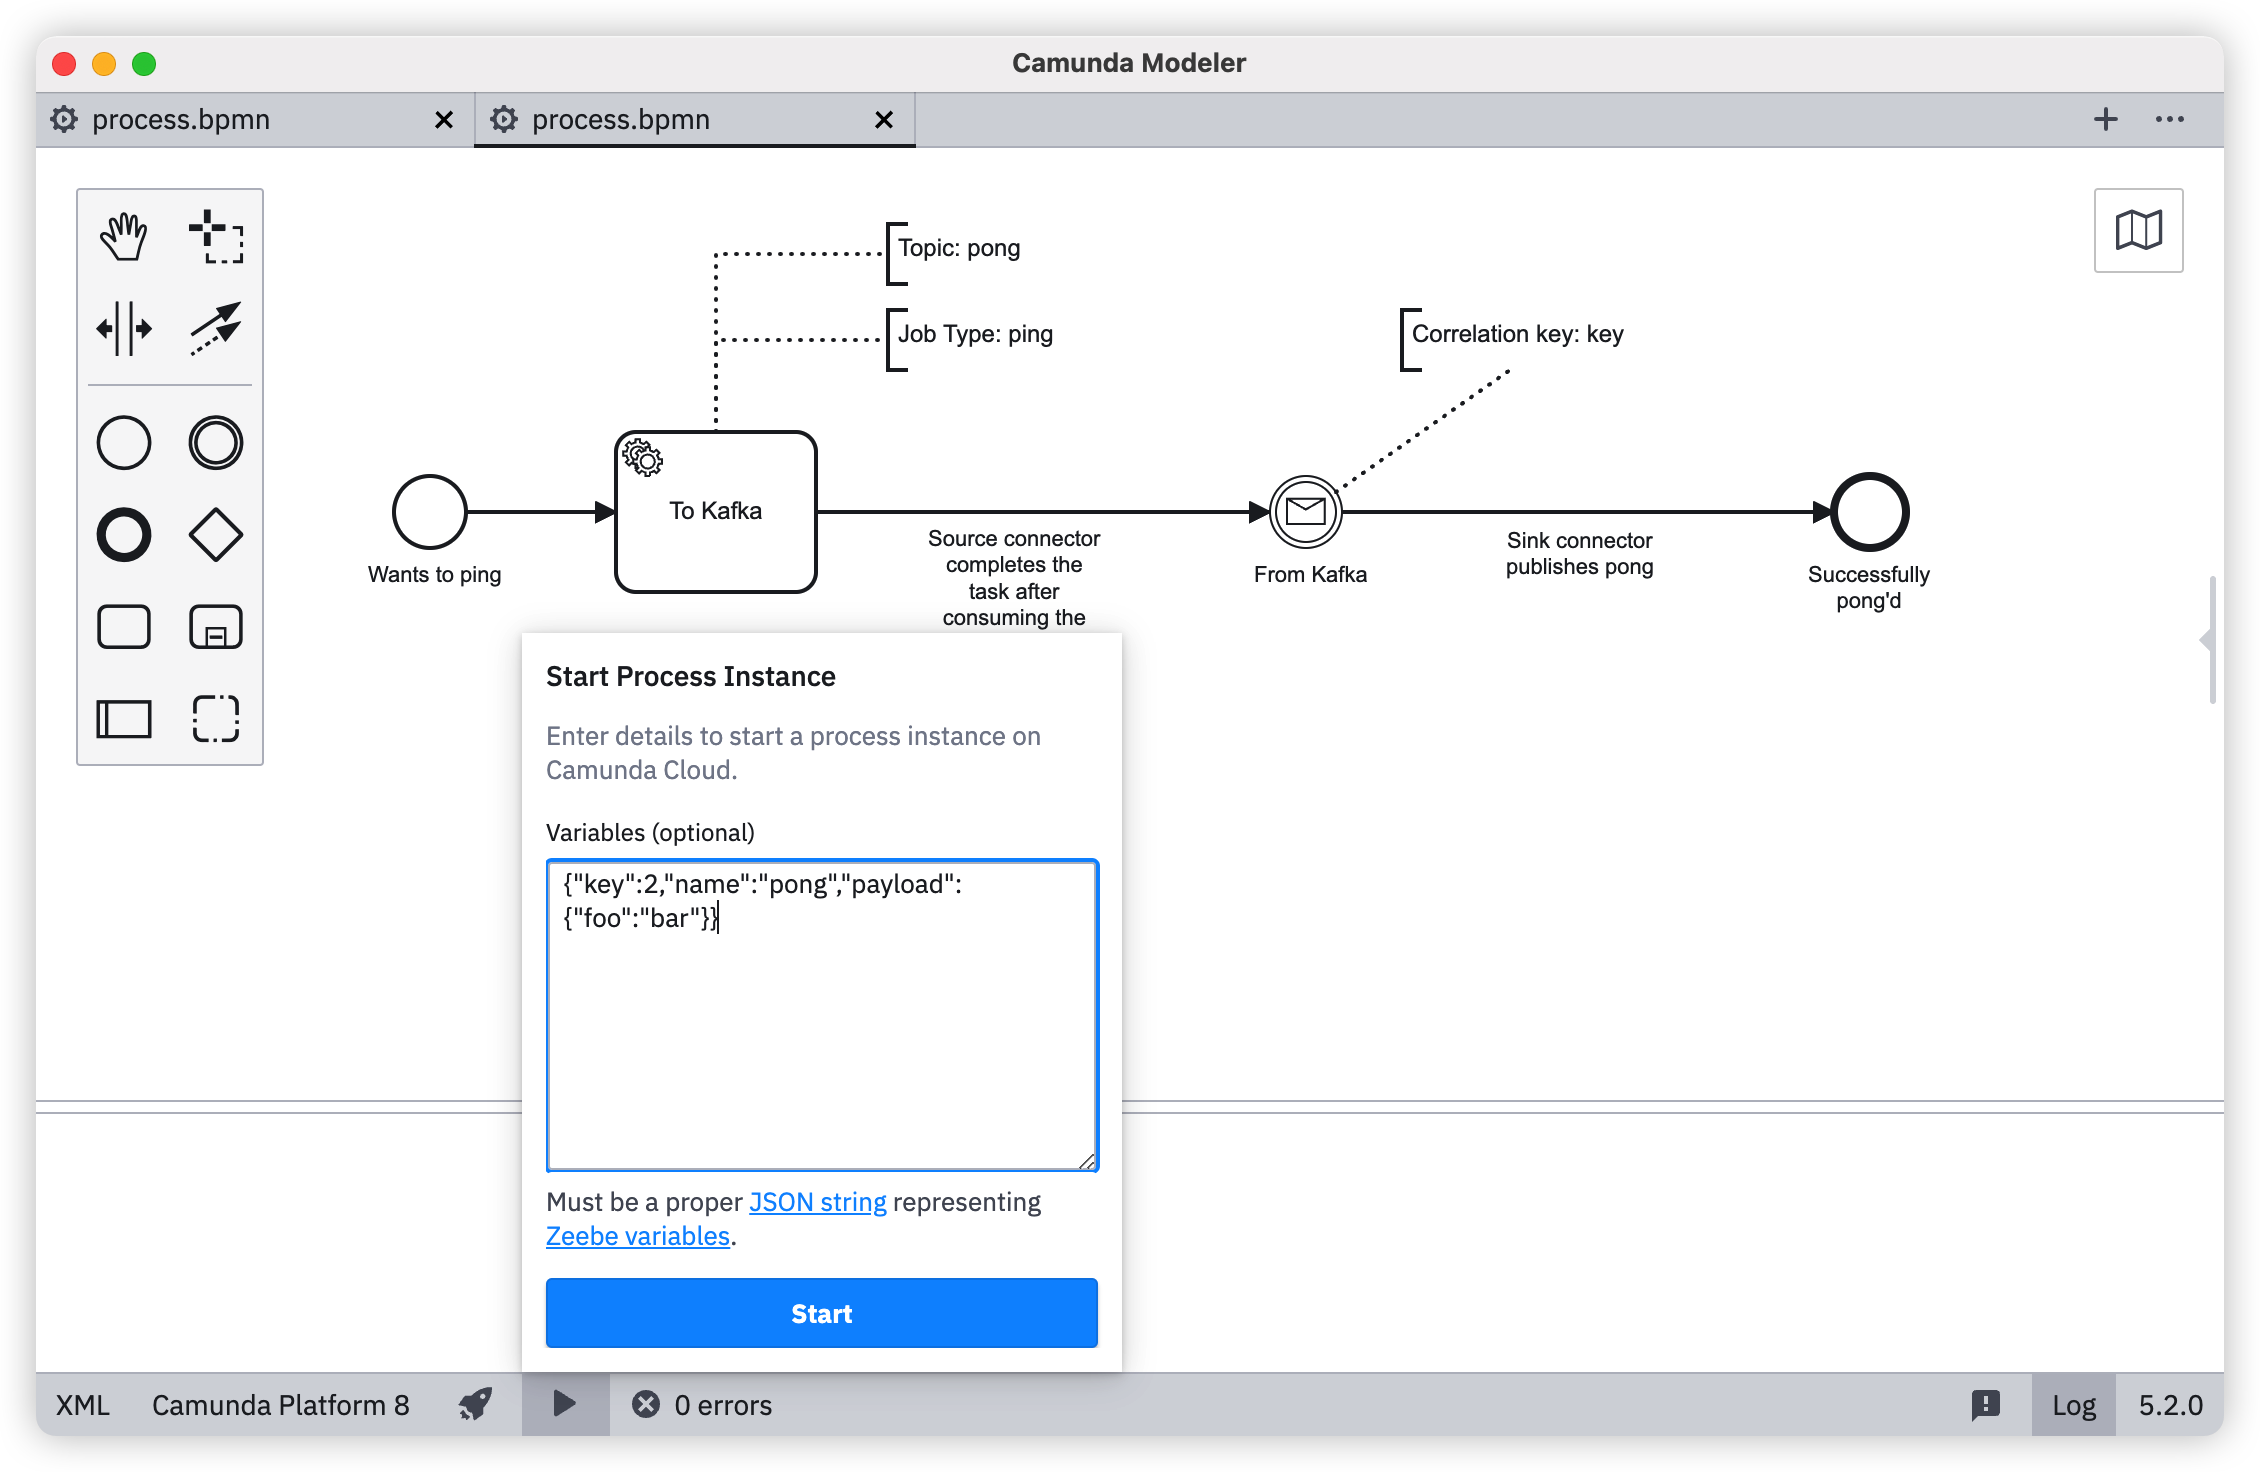 Camunda Modeler
process.bpmn
process.bpmn
Topic: pong
Job Type: ping
Correlation key: key
To Kafka
Wants to ping
Source connector
completes the
task after
consuming the
From Kafka
Sink connector
publishes pong
Successfully
pong'd
Start Process Instance
Enter details to start a process instance on
Camunda Cloud.
Variables (optional)
{"key":2,"name":"pong","payload":
{"foo":"bar"}}
Must be a proper JSON string representing
Zeebe variables.
Start
XML
Camunda Platform 8
0 errors
Log
5.2.0